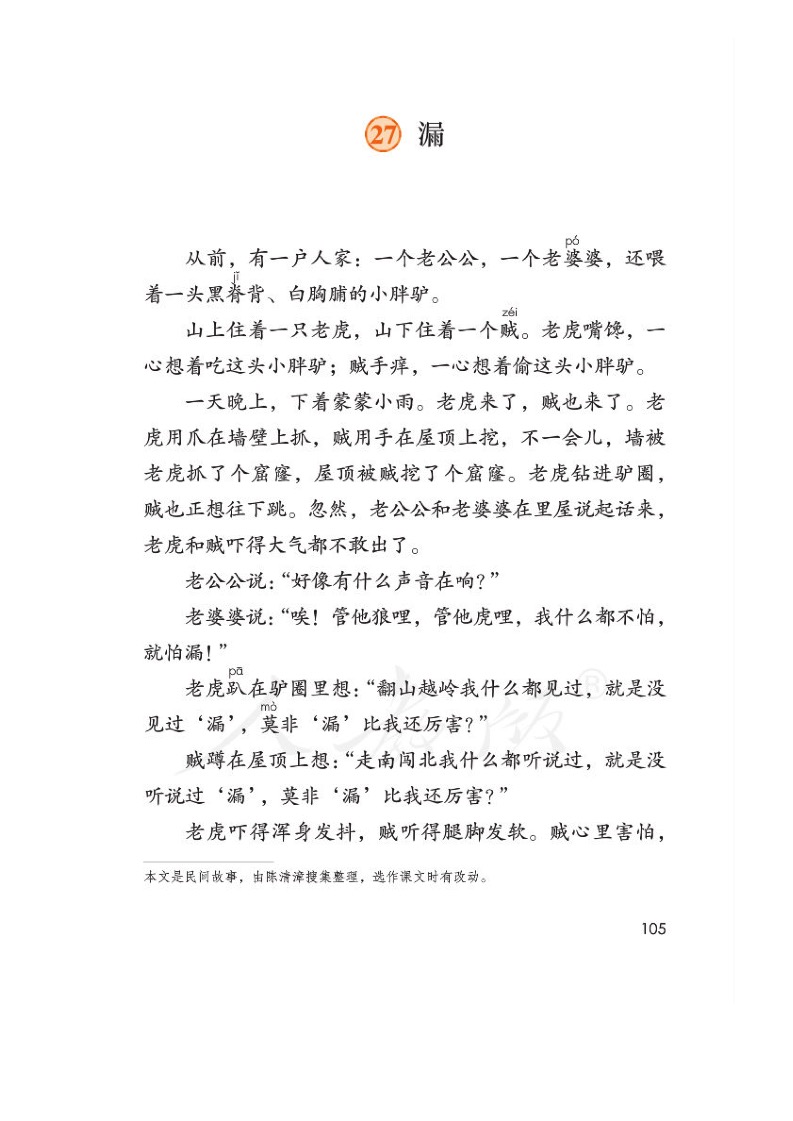 27 漏
pó
从前，有一户人家：一个老公公，一个老婆婆，还喂
jǐ
着一头黑脊背、白胸脯的小胖驴。
zéi
山上住着一只老虎，山下住着一个贼。老虎嘴馋，一
心想着吃这头小胖驴；贼手痒，一心想着偷这头小胖驴。
一天晚上，下着蒙蒙小雨。老虎来了，贼也来了。老
虎用爪在墙壁上抓，贼用手在屋顶上挖，不一会儿，墙被
老虎抓了个窟窿，屋顶被贼挖了个窟窿。老虎钻进驴圈，
贼也正想往下跳。忽然，老公公和老婆婆在里屋说起话来，
老虎和贼吓得大气都不敢出了。
老公公说：“好像有什么声音在响？”
老婆婆说：“唉！管他狼哩，管他虎哩，我什么都不怕，
就怕漏！”
pā
老虎趴在驴圈里想：“翻山越岭我什么都见过，就是没
mò
见过‘漏’，莫非‘漏’比我还厉害？”
贼蹲在屋顶上想：“走南闯北我什么都听说过，就是没
听说过‘漏’，莫非‘漏’比我还厉害？”
老虎吓得浑身发抖，贼听得腿脚发软。贼心里害怕，
人教版®
本文是民间故事，由陈清漳搜集整理，选作课文时有改动。
105